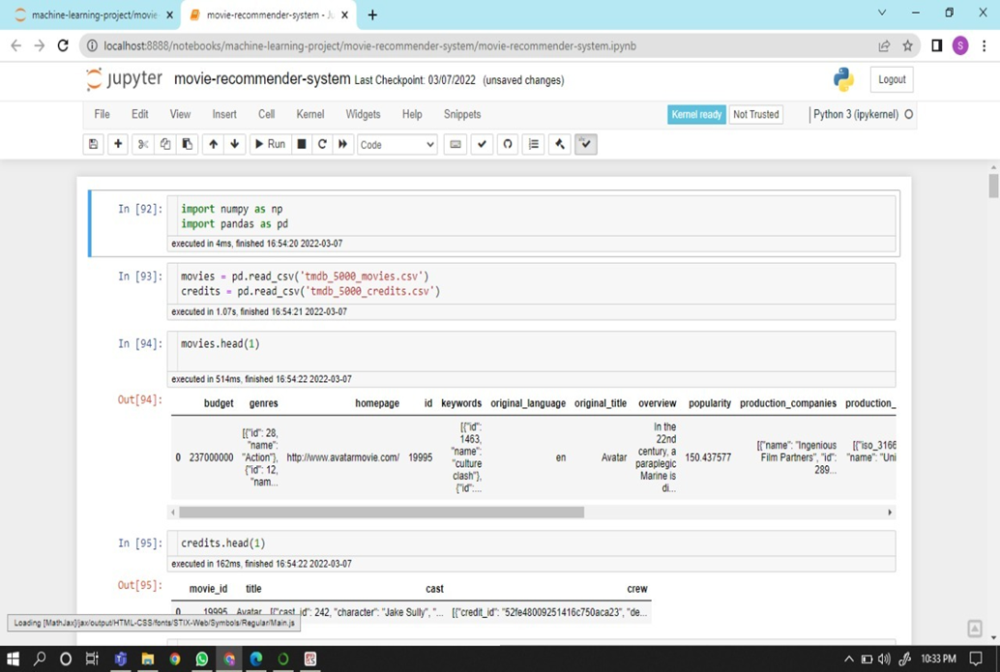 machine-learning-project/movie
movie-recommender-system - Ju
localhost:8888/notebooks/machine-learning-project/movie-recommender-system/movie-recommender-system.ipynb
S
jupyter movie-recommender-system Last Checkpoint: 03/07/2022 (unsaved changes)
Logout
File Edit View Insert Cell Kernel Widgets Help Snippets
Kernel ready Not Trusted Python 3 (ipykernel)
Run Code
In [92]: import numpy as np
import pandas as pd
executed in 4ms, finished 16:54:20 2022-03-07
In [93]: movies = pd.read_csv('tmdb_5000_movies.csv')
credits = pd.read_csv('tmdb_5000_credits.csv')
executed in 1.07s, finished 16:54:21 2022-03-07
In [94]: movies.head(1)
executed in 514ms, finished 16:54:22 2022-03-07
Out[94]:
budget genres homepage id keywords original_language original_title overview popularity production_companies production_
0 237000000 [{"id": 28, "name": "Action"}, {"id": 12, "nam... http://www.avatarmovie.com/ 19995 [{"id": 1463, "name": "culture clash"}, {"id":... en Avatar In the 22nd century, a paraplegic Marine is di... 150.437577 [{"name": "Ingenious Film Partners", "id": 289... [{"iso_3166 "name": "Uni
In [95]: credits.head(1)
executed in 162ms, finished 16:54:22 2022-03-07
Out[95]:
movie_id title cast crew
0 19995 Avatar [{"cast_id": 242, "character": "Jake Sully", "... [{"credit_id": "52fe48009251416c750aca23", "de...
Loading [MathJax]/jax/output/HTML-CSS/fonts/STIX-Web/Symbols/Regular/Main.js
10:33 PM